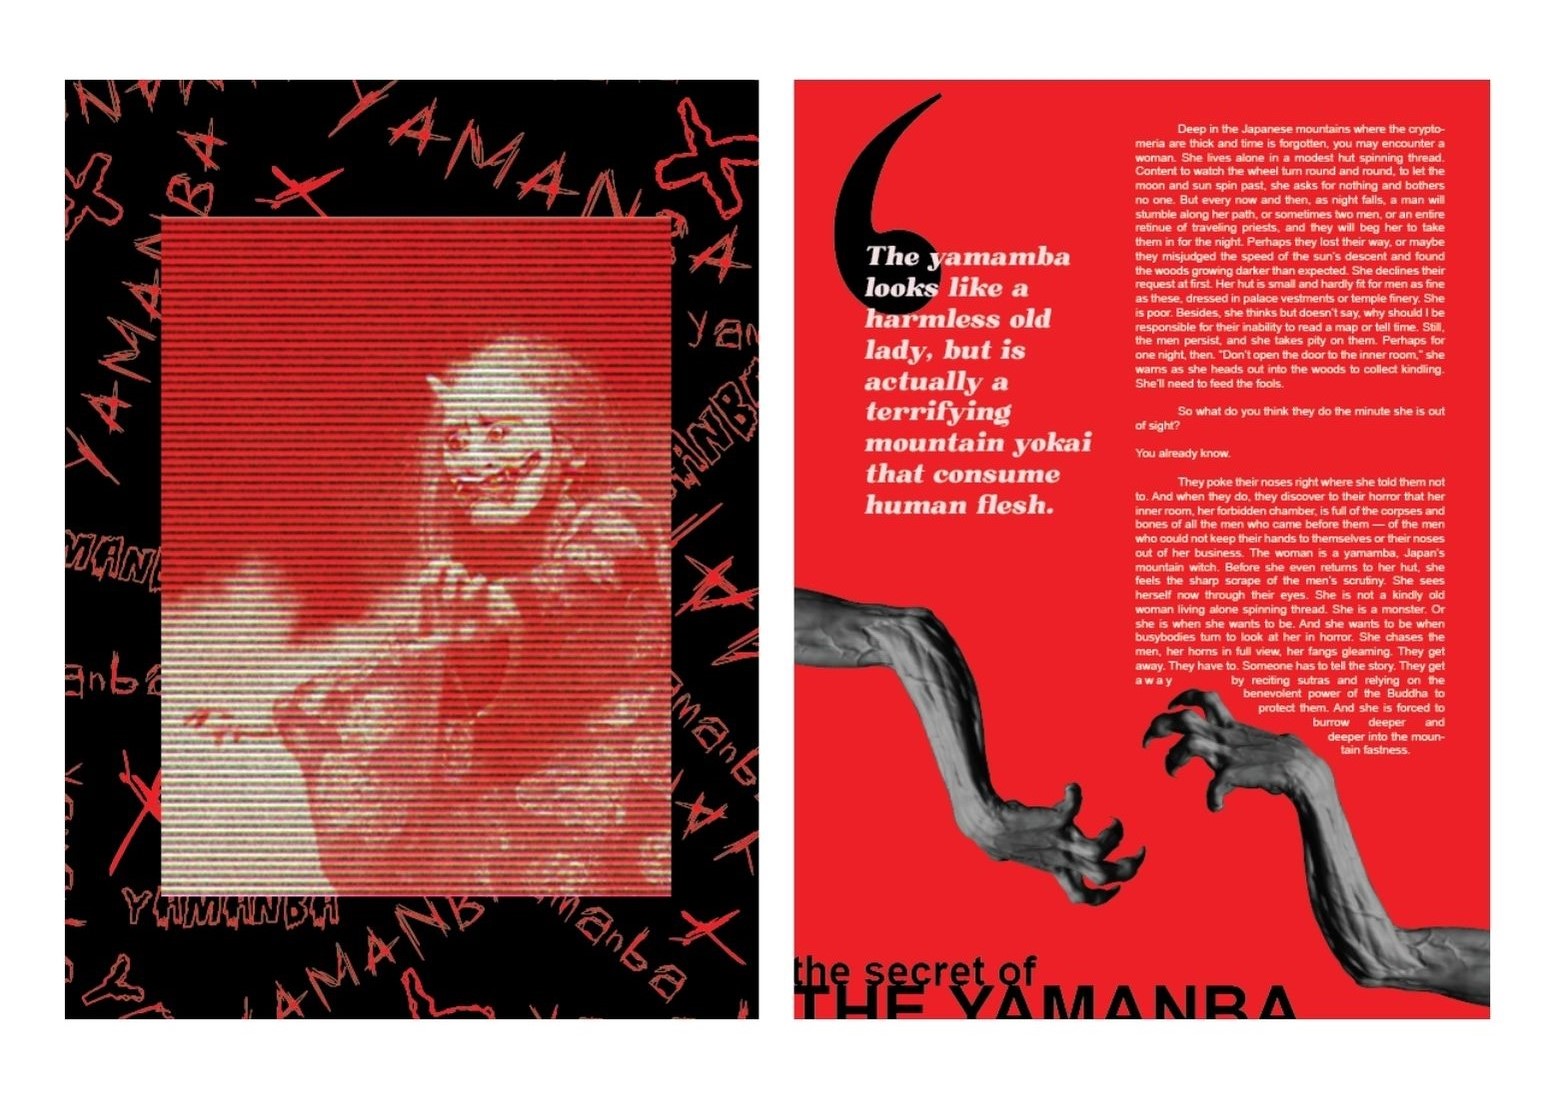 YAMANBA
YAMAN
YAMANBA
yam
ANBA
MANB
anba
yamanba
YAMANBA
YAMANBA
amanba
The yamamba
looks like a
harmless old
lady, but is
actually a
terrifying
mountain yokai
that consume
human flesh.
Deep in the Japanese mountains where the crypto-
meria are thick and time is forgotten, you may encounter a
woman. She lives alone in a modest hut spinning thread.
Content to watch the wheel turn round and round, to let the
moon and sun spin past, she asks for nothing and bothers
no one. But every now and then, as night falls, a man will
stumble along her path, or sometimes two men, or an entire
retinue of traveling priests, and they will beg her to take
them in for the night. Perhaps they lost their way, or maybe
they misjudged the speed of the sun's descent and found
the woods growing darker than expected. She declines their
request at first. Her hut is small and hardly fit for men as fine
as these, dressed in palace vestments or temple finery. She
is poor. Besides, she thinks but doesn't say, why should I be
responsible for their inability to read a map or tell time. Still,
the men persist, and she takes pity on them. Perhaps for
one night, then. "Don't open the door to the inner room," she
warns as she heads out into the woods to collect kindling.
She'll need to feed the fools.
So what do you think they do the minute she is out
of sight?
You already know.
They poke their noses right where she told them not
to. And when they do, they discover to their horror that her
inner room, her forbidden chamber, is full of the corpses and
bones of all the men who came before them — of the men
who could not keep their hands to themselves or their noses
out of her business. The woman is a yamamba, Japan's
mountain witch. Before she even returns to her hut, she
feels the sharp scrape of the men's scrutiny. She sees
herself now through their eyes. She is not a kindly old
woman living alone spinning thread. She is a monster. Or
she is when she wants to be. And she wants to be when
busybodies turn to look at her in horror. She chases the
men, her horns in full view, her fangs gleaming. They get
away. They have to. Someone has to tell the story. They get
away by reciting sutras and relying on the
benevolent power of the Buddha to
protect them. And she is forced to
burrow deeper and
deeper into the moun-
tain fastness.
the secret of
THE YAMANBA